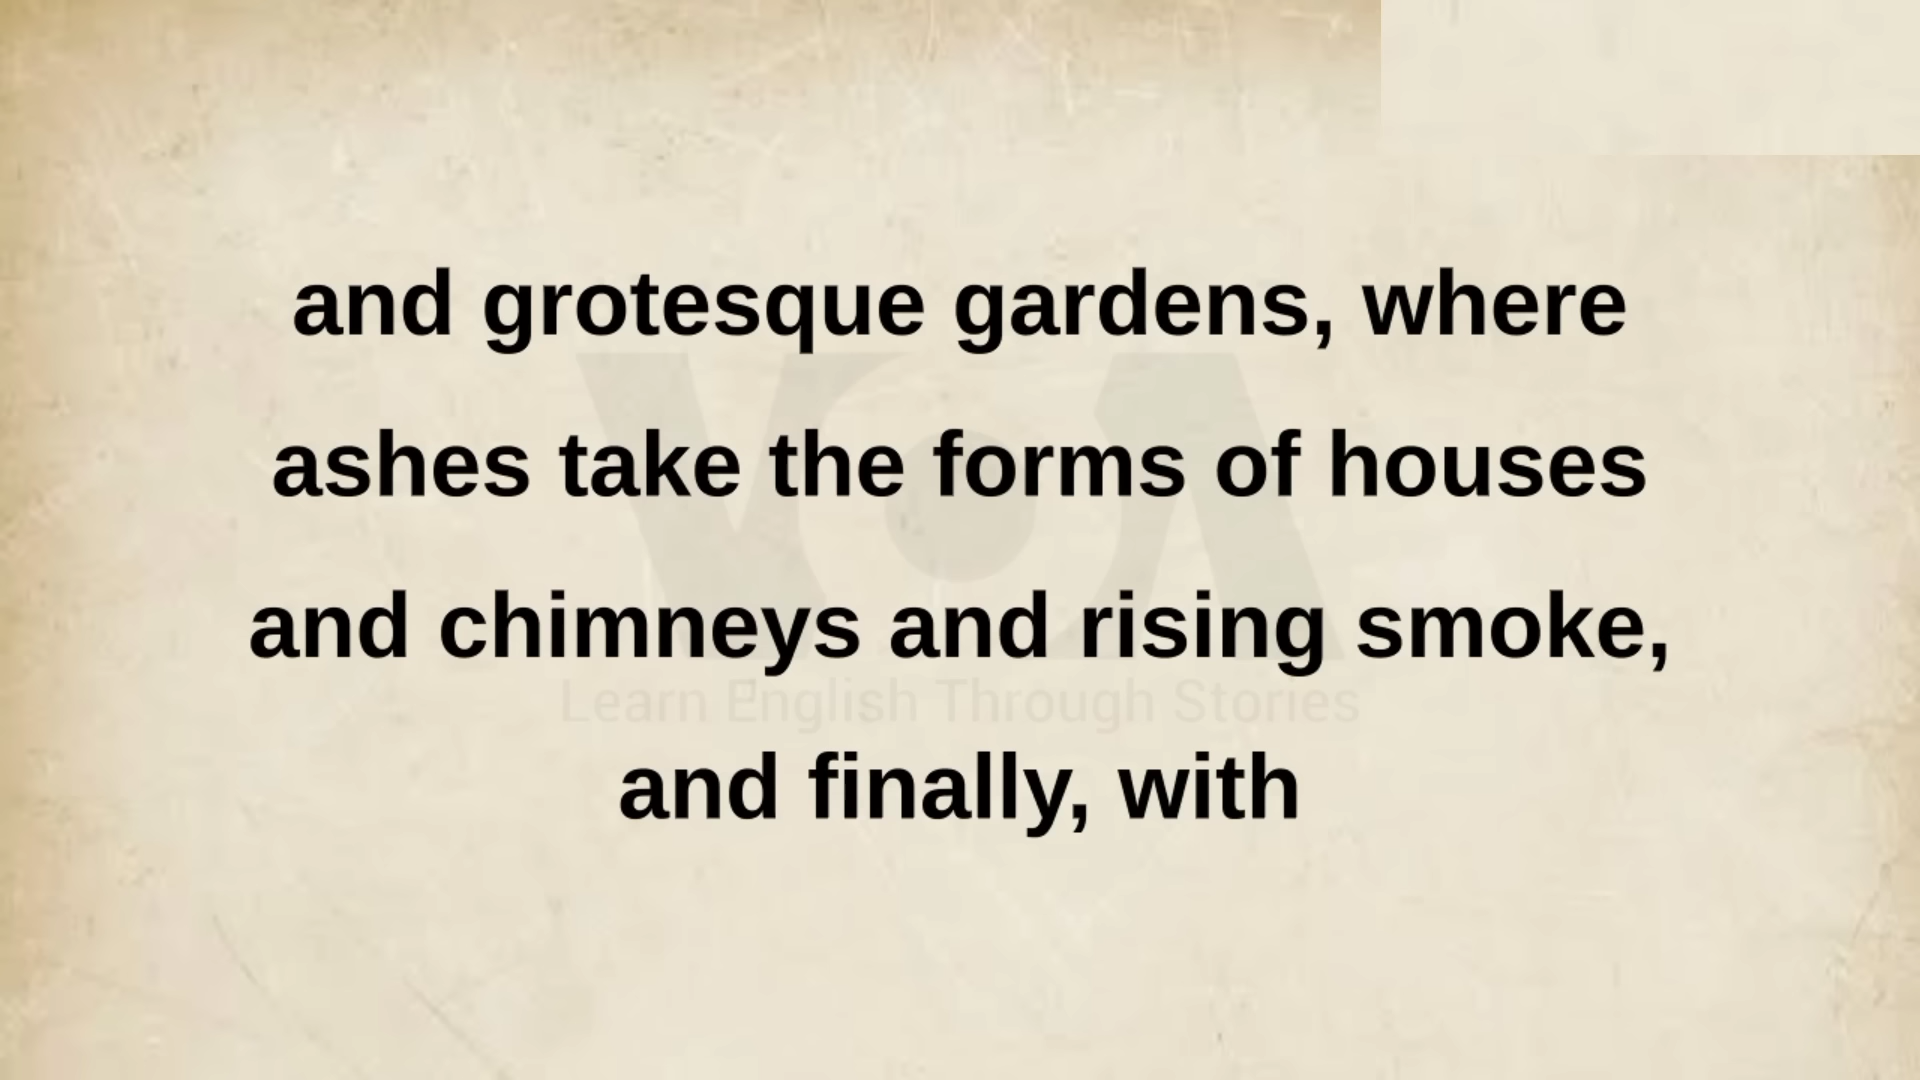 and grotesque gardens, where
ashes take the forms of houses
and chimneys and rising smoke,
and finally, with
VOA
Learn English Through Stories